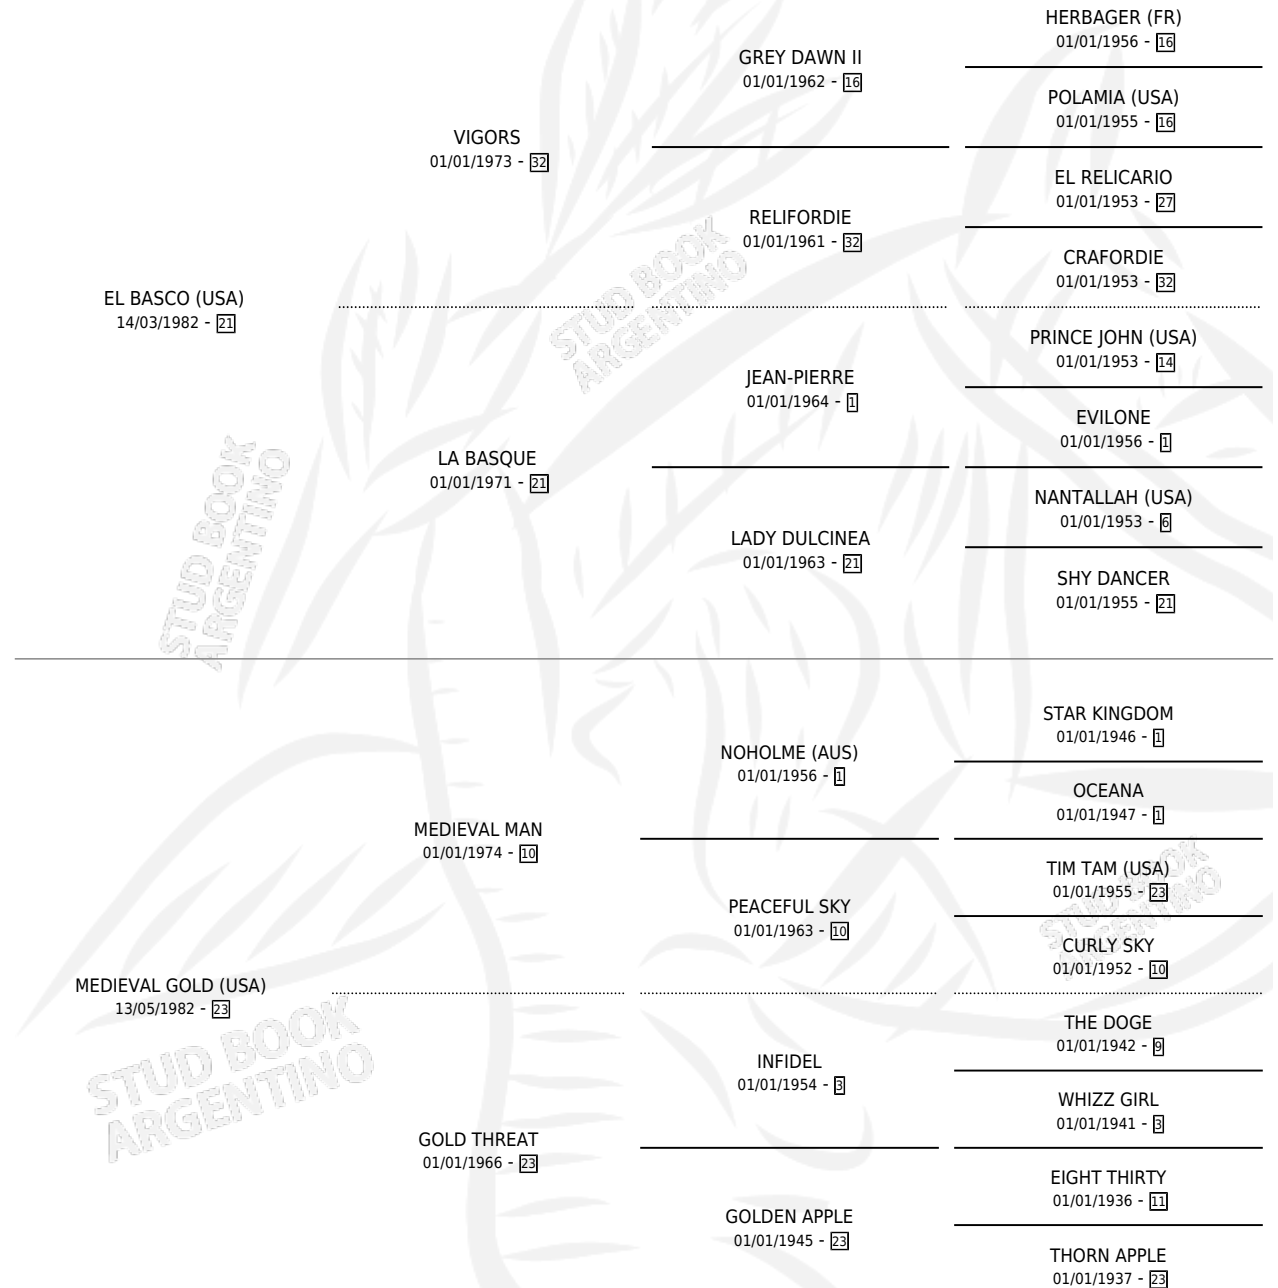 HERBAGER (FR)
01/01/1956 - 16
GREY DAWN II
01/01/1962 - 16
POLAMIA (USA)
01/01/1955 - 16
VIGORS
01/01/1973 - 32
EL RELICARIO
01/01/1953 - 27
RELIFORDIE
01/01/1961 - 32
CRAFORDIE
01/01/1953 - 32
EL BASCO (USA)
14/03/1982 - 21
PRINCE JOHN (USA)
01/01/1953 - 14
JEAN-PIERRE
01/01/1964 - 1
EVILONE
01/01/1956 - 1
LA BASQUE
01/01/1971 - 21
NANTALLAH (USA)
01/01/1953 - 6
LADY DULCINEA
01/01/1963 - 21
SHY DANCER
01/01/1955 - 21
STAR KINGDOM
01/01/1946 - 1
NOHOLME (AUS)
01/01/1956 - 1
OCEANA
01/01/1947 - 1
MEDIEVAL MAN
01/01/1974 - 10
TIM TAM (USA)
01/01/1955 - 23
PEACEFUL SKY
01/01/1963 - 10
CURLY SKY
01/01/1952 - 10
MEDIEVAL GOLD (USA)
13/05/1982 - 23
THE DOGE
01/01/1942 - 9
INFIDEL
01/01/1954 - 3
WHIZZ GIRL
01/01/1941 - 3
GOLD THREAT
01/01/1966 - 23
EIGHT THIRTY
01/01/1936 - 11
GOLDEN APPLE
01/01/1945 - 23
THORN APPLE
01/01/1937 - 23
STUD BOOK
ARGENTINO
STUD BOOK
ARGENTINO
STUD BOOK
ARGENTINO
STUD BOOK
ARGENTINO